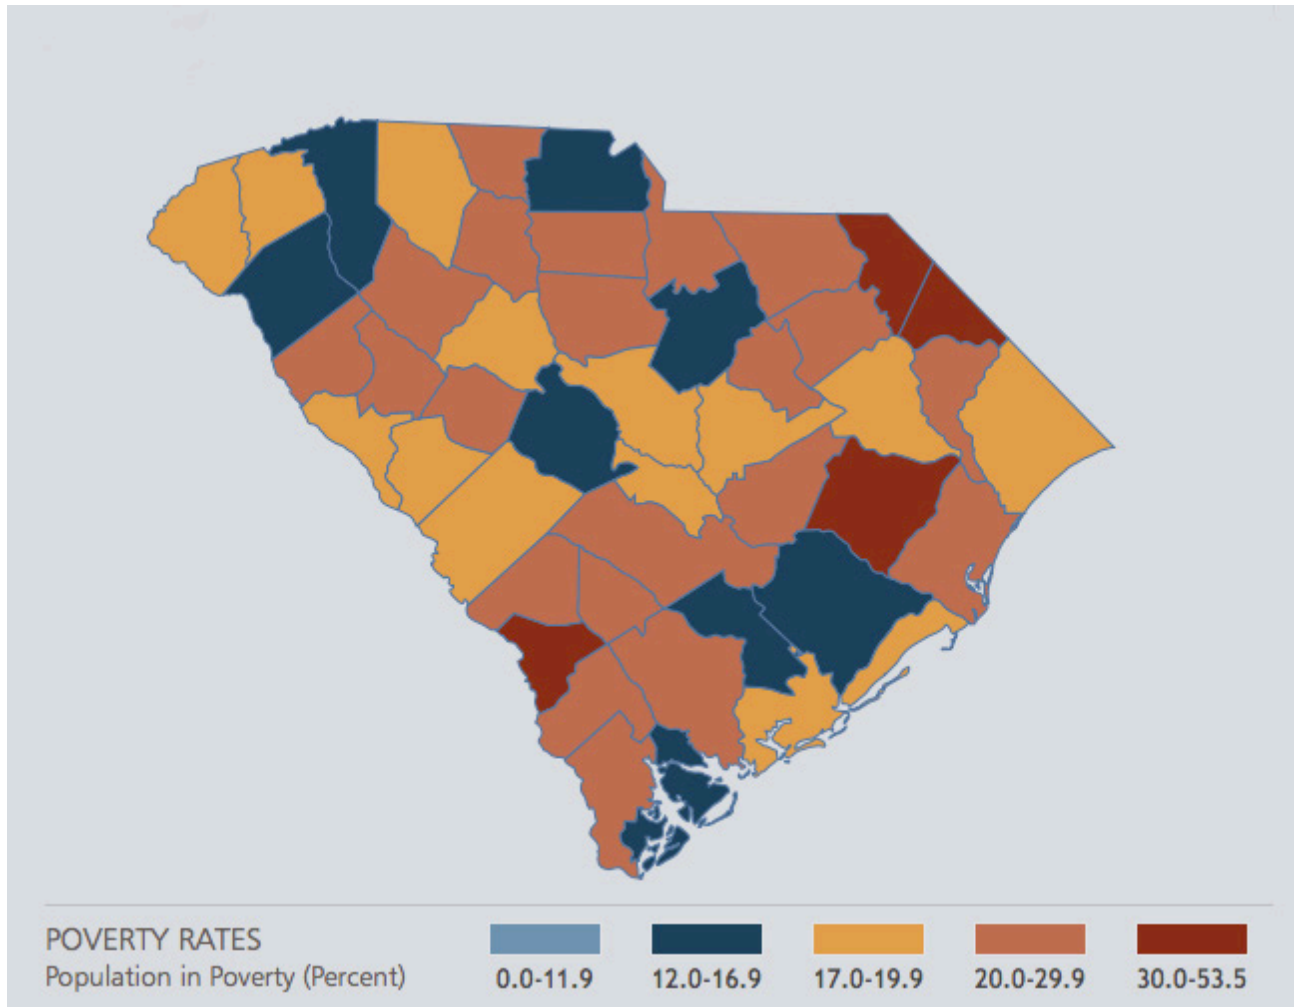 POVERTY RATES
Population in Poverty (Percent)
0.0-11.9
12.0-16.9
17.0-19.9
20.0-29.9
30.0-53.5